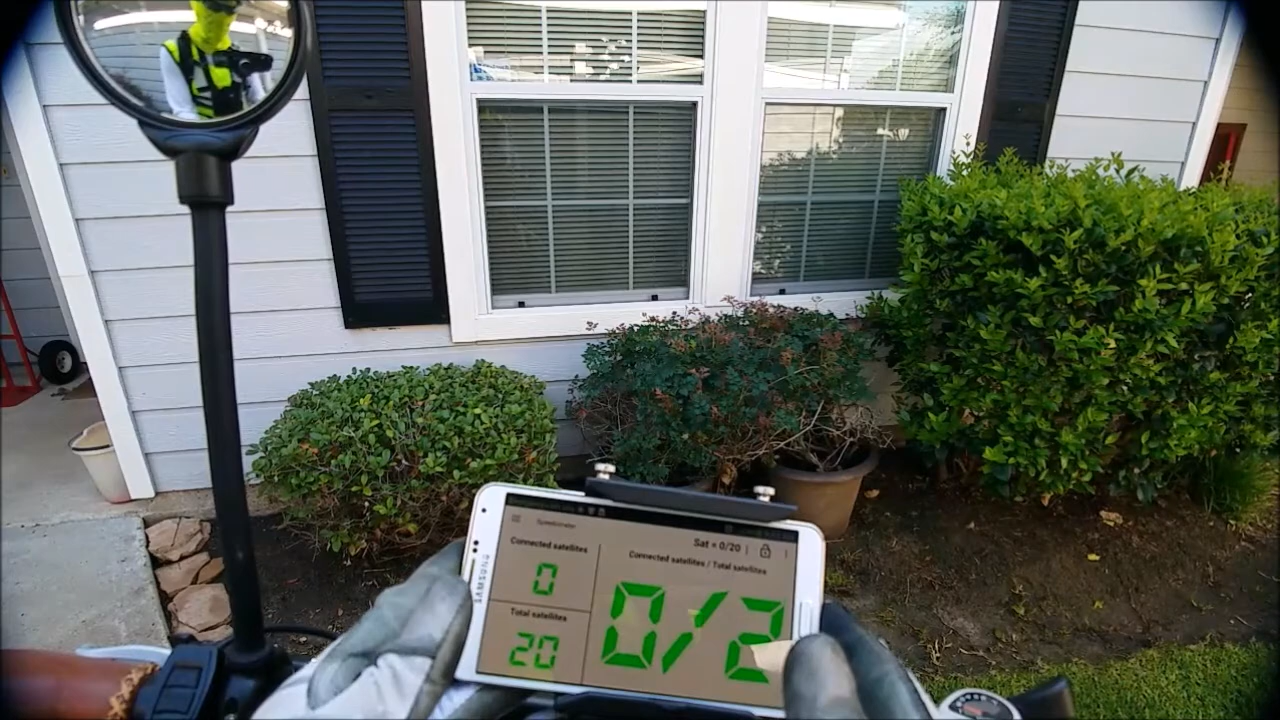 Speedometer
Sat = 0/20
Connected satellites
0
Total satellites
20
Connected satellites / Total satellites
0/2
SAMSUNG